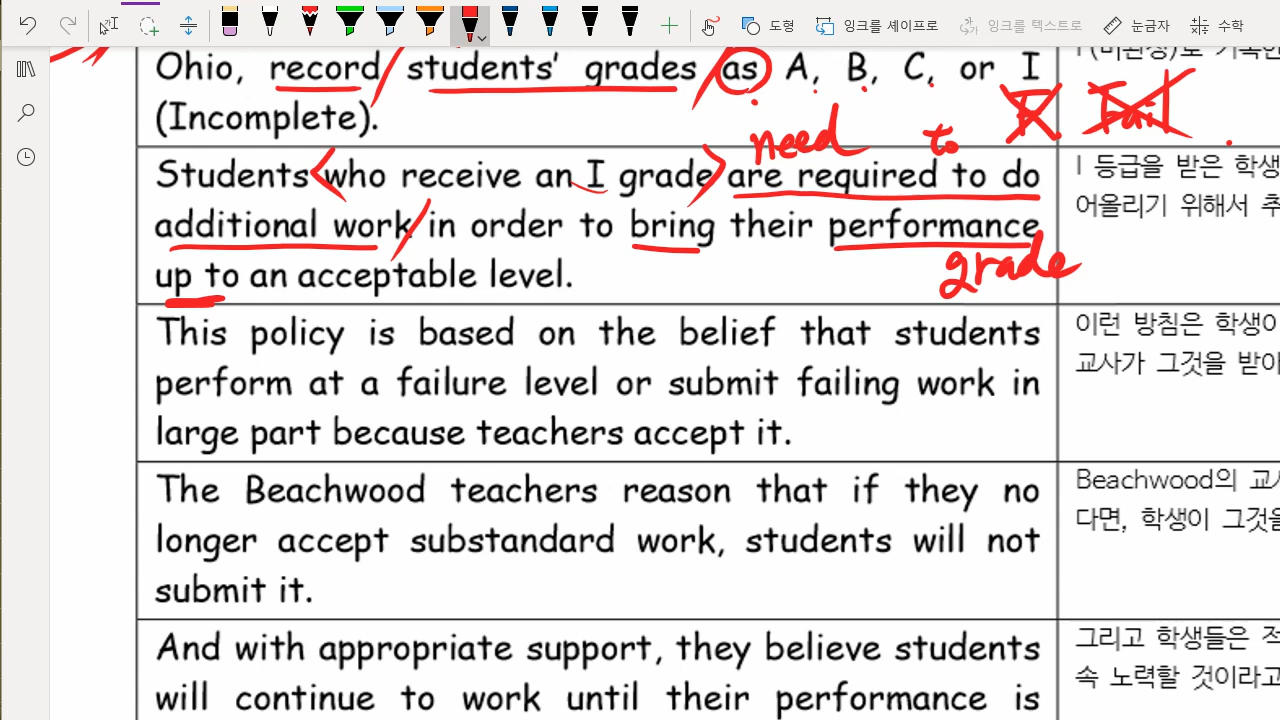 도형
잉크를 셰이프로
잉크를 텍스트로
눈금자
수학
Ohio, record students' grades as A, B, C, or I
(Incomplete).
F Fail
need to
Students who receive an I grade are required to do
additional work in order to bring their performance
grade
up to an acceptable level.
I 등급을 받은 학생
어올리기 위해서 추
This policy is based on the belief that students
perform at a failure level or submit failing work in
large part because teachers accept it.
이런 방침은 학생이
교사가 그것을 받아
The Beachwood teachers reason that if they no
longer accept substandard work, students will not
submit it.
Beachwood의 교사
다면, 학생이 그것을
And with appropriate support, they believe students
will continue to work until their performance is
그리고 학생들은 적
속 노력할 것이라고